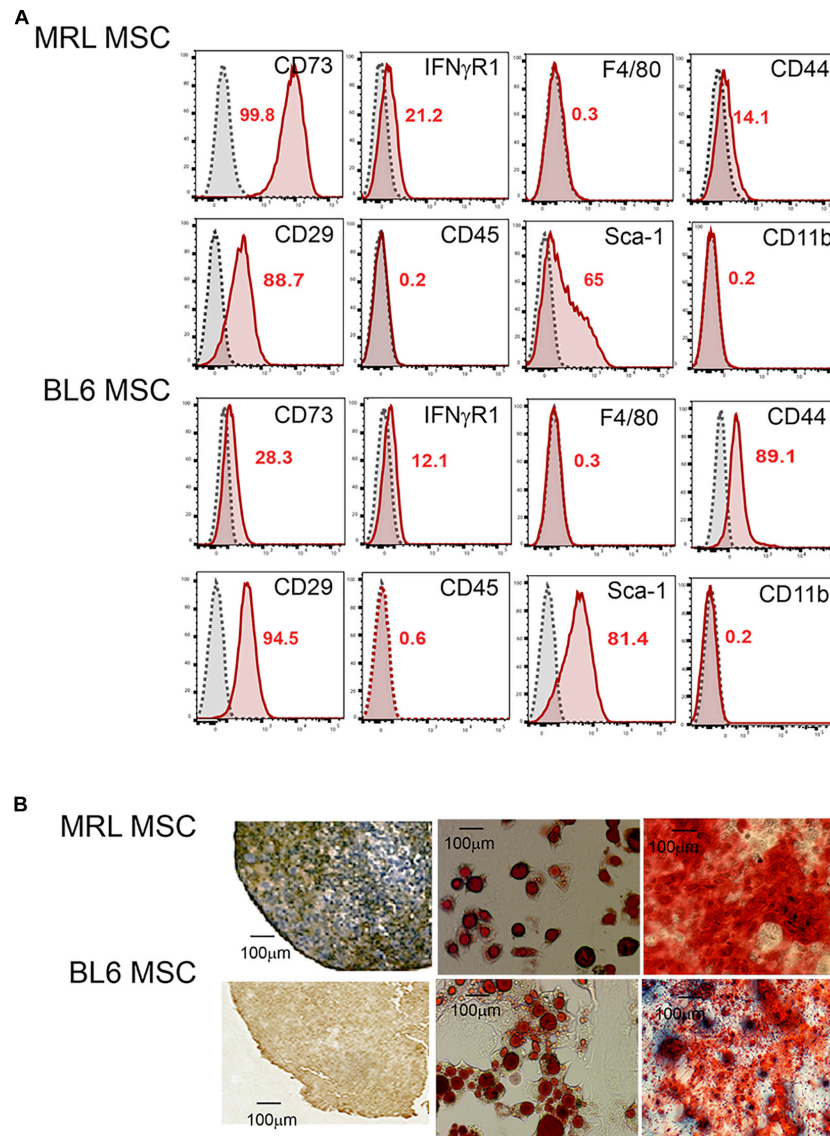 A
MRL MSC
CD73 IFNγR1 F4/80 CD44
99.8 21.2 0.3 14.1
CD29 CD45 Sca-1 CD11b
88.7 0.2 65 0.2
BL6 MSC
CD73 IFNγR1 F4/80 CD44
28.3 12.1 0.3 89.1
CD29 CD45 Sca-1 CD11b
94.5 0.6 81.4 0.2
B
MRL MSC
100μm 100μm 100μm
BL6 MSC
100μm 100μm 100μm